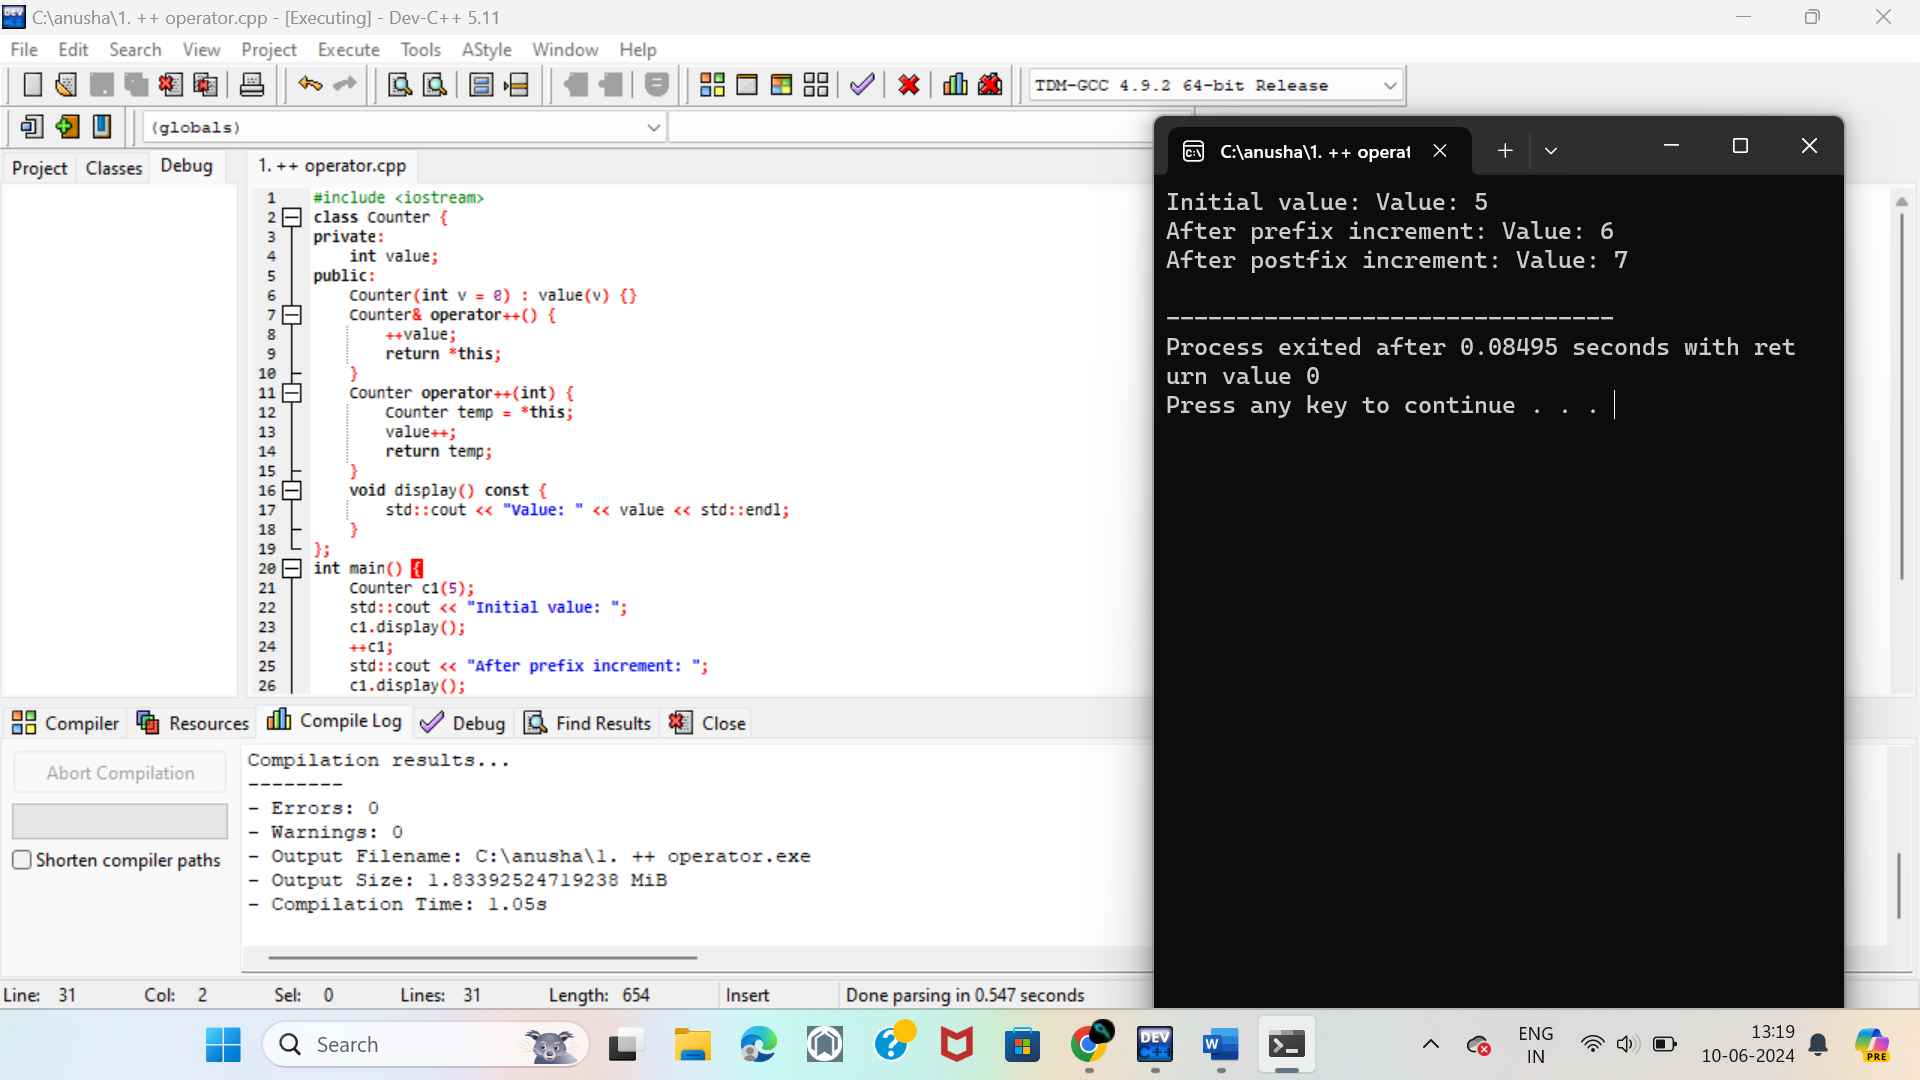 C:\anusha\1. ++ operator.cpp - [Executing] - Dev-C++ 5.11
File Edit Search View Project Execute Tools AStyle Window Help
TDM-GCC 4.9.2 64-bit Release
(globals)
Project Classes Debug
1. ++ operator.cpp
1 #include <iostream>
2 class Counter {
3 private:
4 int value;
5 public:
6 Counter(int v = 0) : value(v) {}
7 Counter& operator++() {
8 ++value;
9 return *this;
10 }
11 Counter operator++(int) {
12 Counter temp = *this;
13 value++;
14 return temp;
15 }
16 void display() const {
17 std::cout << "Value: " << value << std::endl;
18 }
19 };
20 int main() {
21 Counter c1(5);
22 std::cout << "Initial value: ";
23 c1.display();
24 ++c1;
25 std::cout << "After prefix increment: ";
26 c1.display();
C:\anusha\1. ++ operat
Initial value: Value: 5
After prefix increment: Value: 6
After postfix increment: Value: 7
--------------------------------
Process exited after 0.08495 seconds with ret
urn value 0
Press any key to continue . . .
Compiler Resources Compile Log Debug Find Results Close
Abort Compilation
Shorten compiler paths
Compilation results...
--------
- Errors: 0
- Warnings: 0
- Output Filename: C:\anusha\1. ++ operator.exe
- Output Size: 1.83392524719238 MiB
- Compilation Time: 1.05s
Line: 31 Col: 2 Sel: 0 Lines: 31 Length: 654 Insert Done parsing in 0.547 seconds
Search
DEV
C++
W
ENG
IN
13:19
10-06-2024
PRE